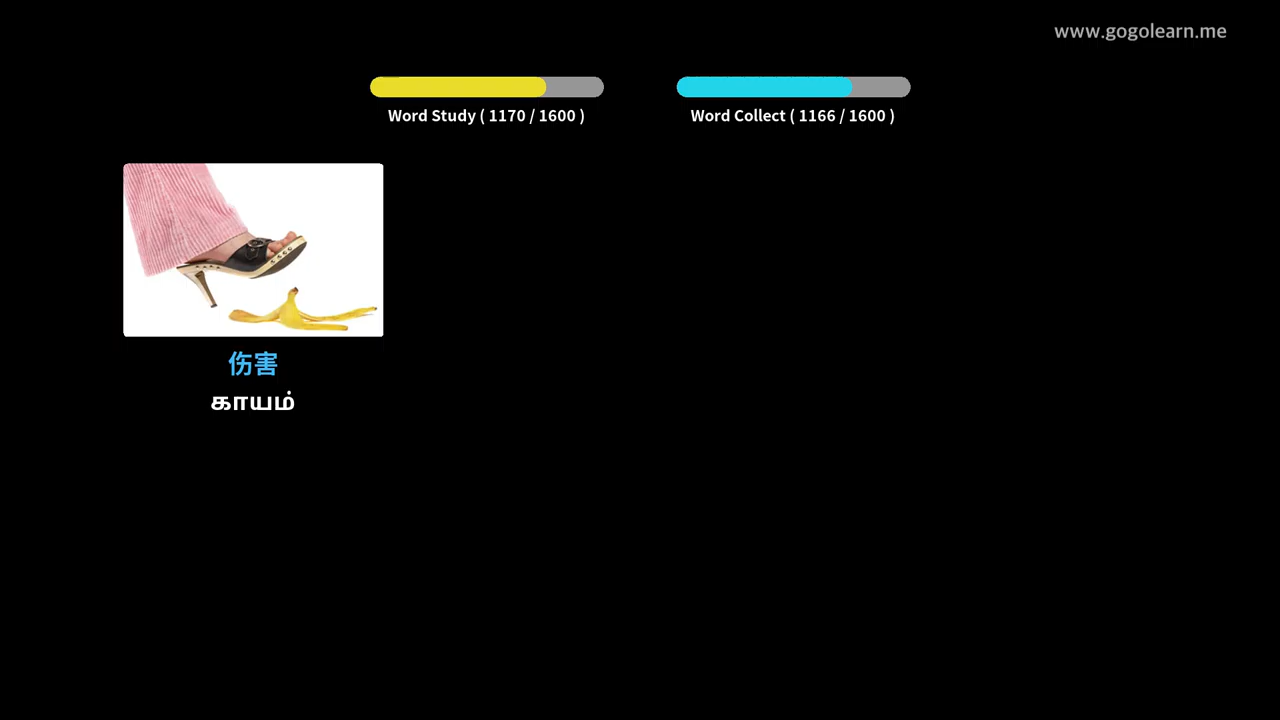 www.gogolearn.me
Word Study ( 1170 / 1600 )
Word Collect ( 1166 / 1600 )
伤害
காயம்